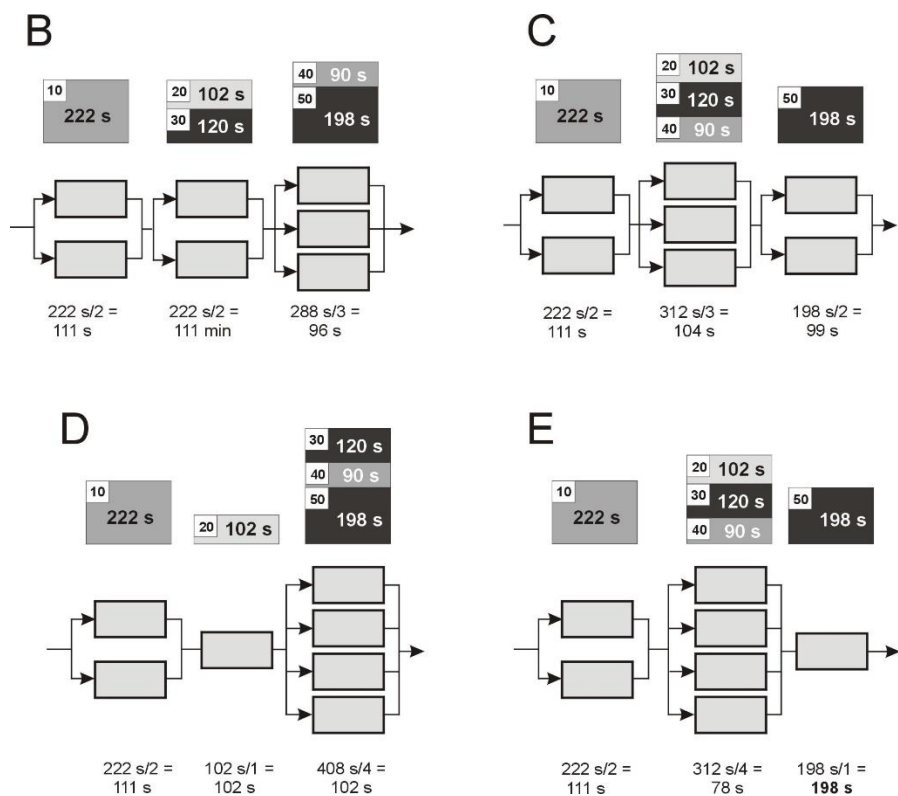 B
10
222 s
20 102 s
30 120 s
40 90 s
50 198 s
222 s/2 =
111 s
222 s/2 =
111 min
288 s/3 =
96 s
C
10
222 s
20 102 s
30 120 s
40 90 s
50 198 s
222 s/2 =
111 s
312 s/3 =
104 s
198 s/2 =
99 s
D
10
222 s
20 102 s
30 120 s
40 90 s
50 198 s
222 s/2 =
111 s
102 s/1 =
102 s
408 s/4 =
102 s
E
10
222 s
20 102 s
30 120 s
40 90 s
50 198 s
222 s/2 =
111 s
312 s/4 =
78 s
198 s/1 =
198 s